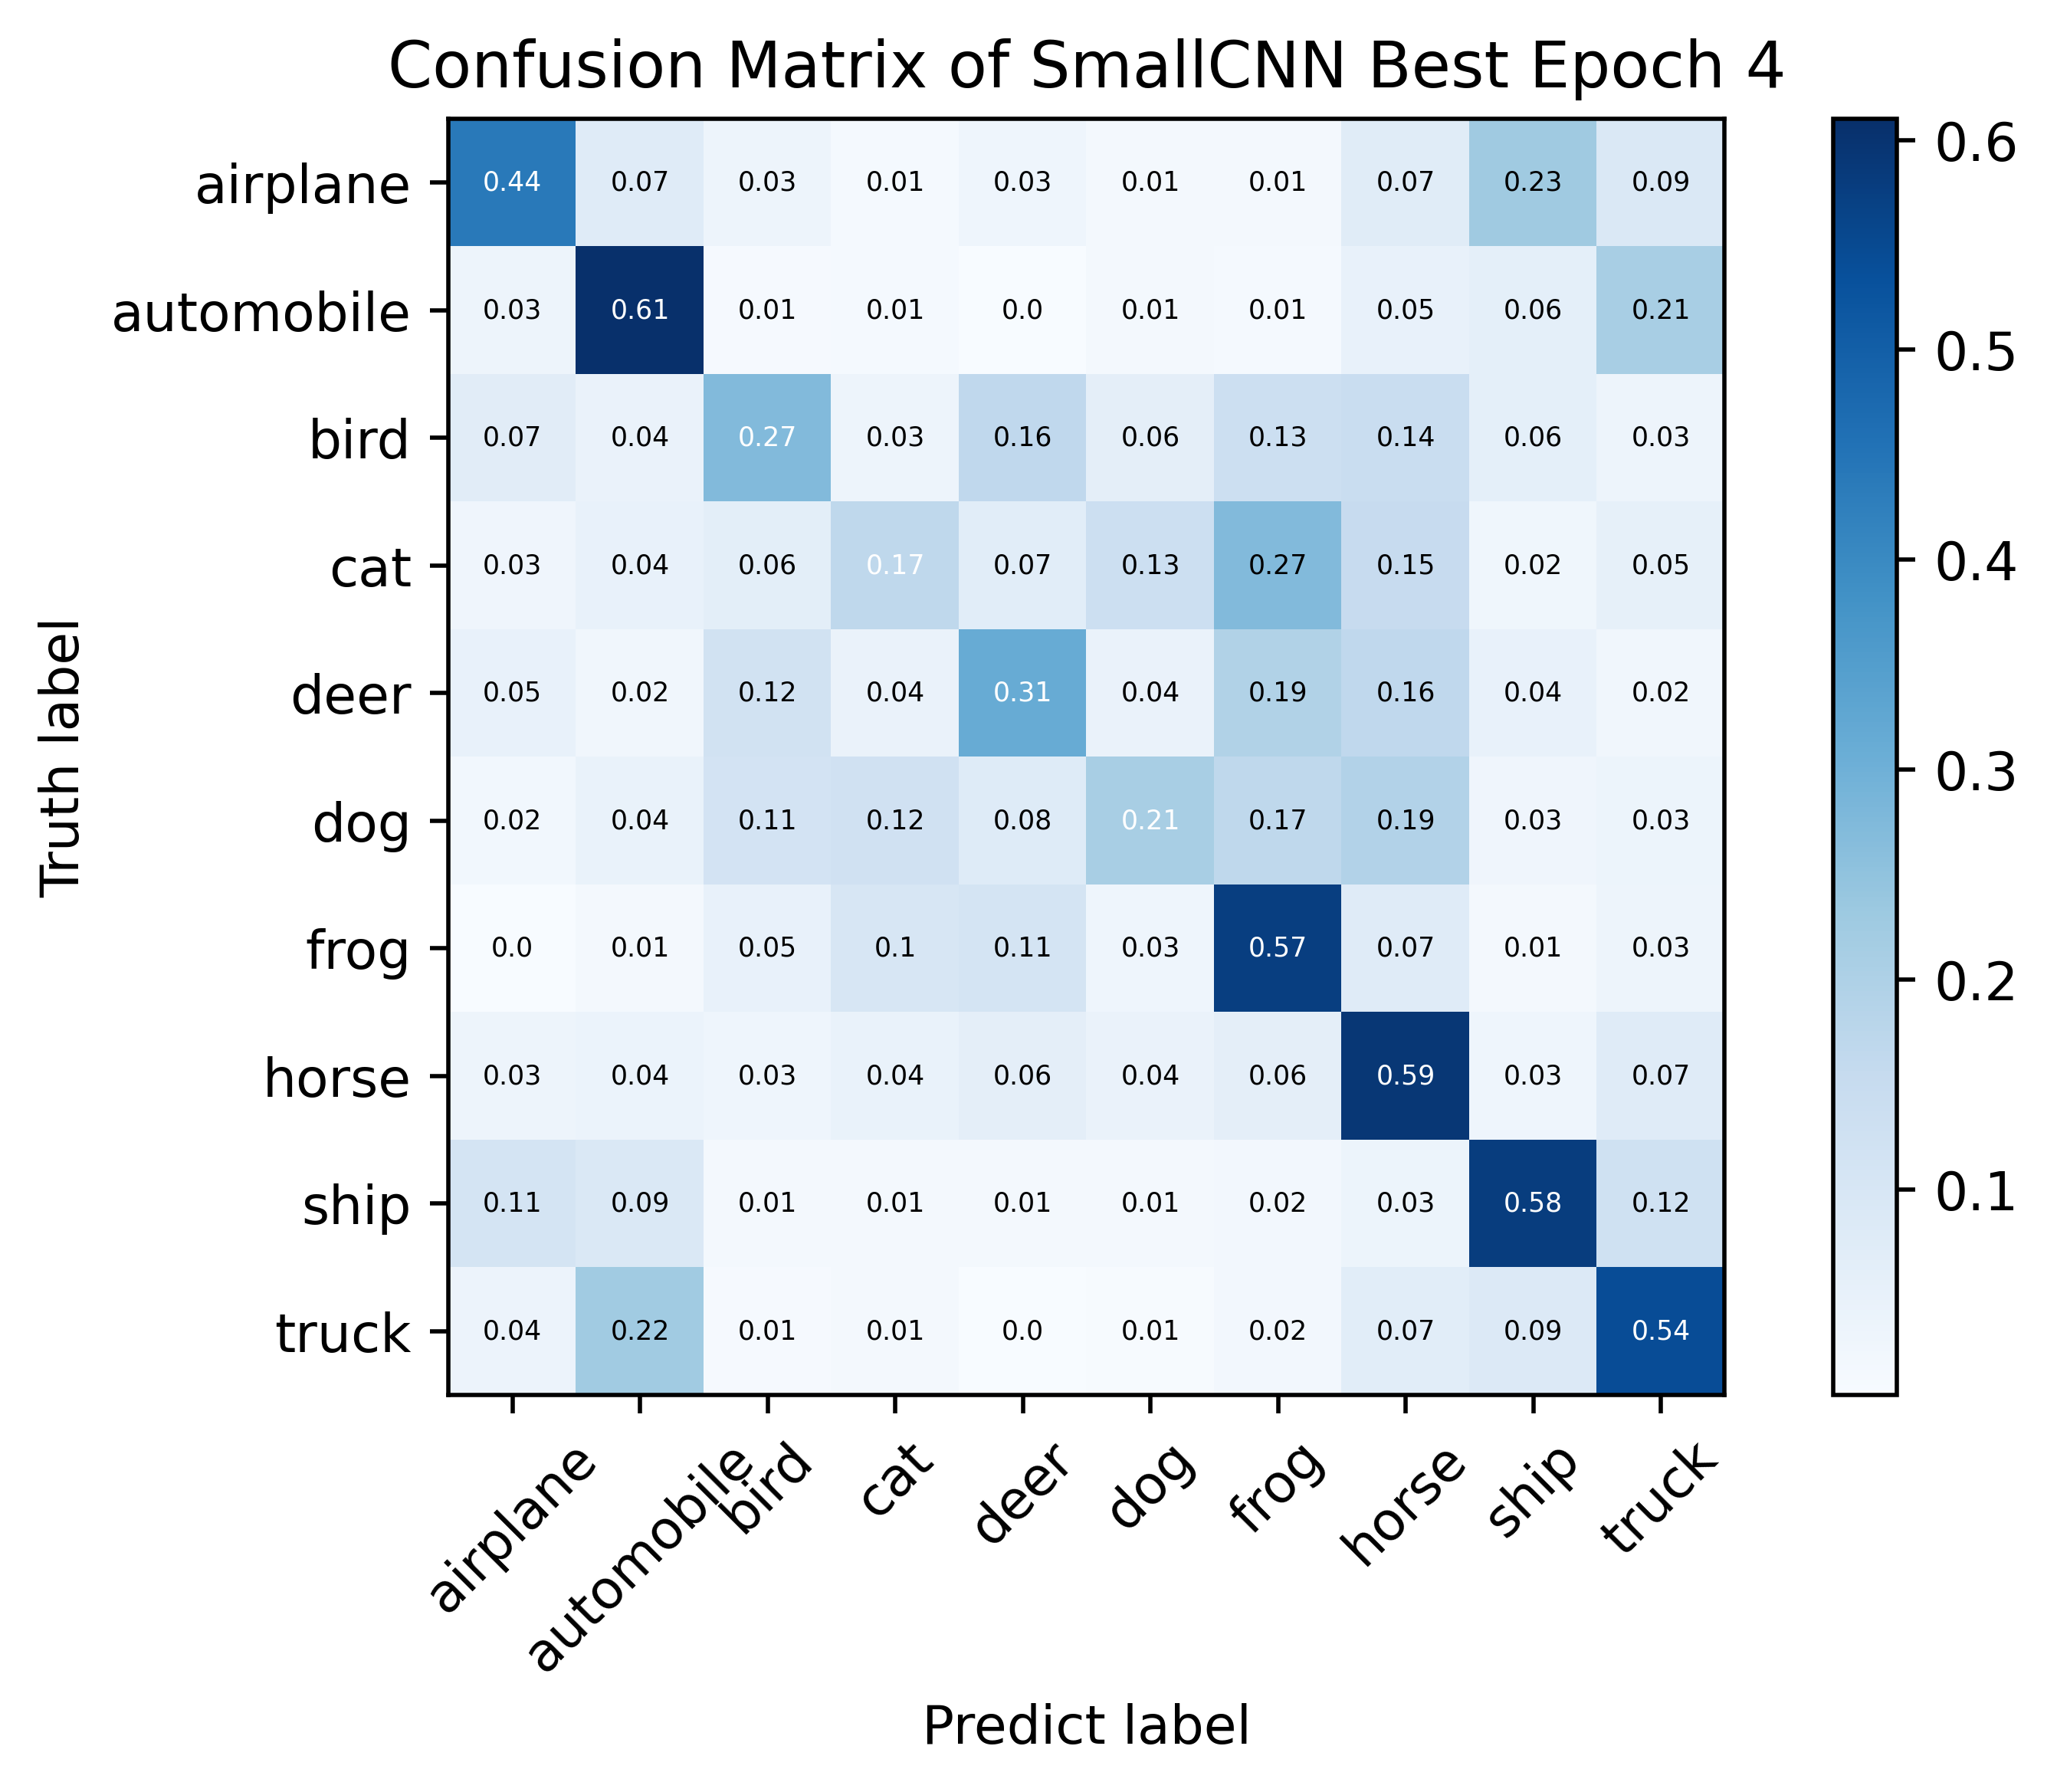 Confusion Matrix of SmallCNN Best Epoch 4
airplane 0.44 0.07 0.03 0.01 0.03 0.01 0.01 0.07 0.23 0.09
automobile 0.03 0.61 0.01 0.01 0.0 0.01 0.01 0.05 0.06 0.21
bird 0.07 0.04 0.27 0.03 0.16 0.06 0.13 0.14 0.06 0.03
cat 0.03 0.04 0.06 0.17 0.07 0.13 0.27 0.15 0.02 0.05
deer 0.05 0.02 0.12 0.04 0.31 0.04 0.19 0.16 0.04 0.02
dog 0.02 0.04 0.11 0.12 0.08 0.21 0.17 0.19 0.03 0.03
frog 0.0 0.01 0.05 0.1 0.11 0.03 0.57 0.07 0.01 0.03
horse 0.03 0.04 0.03 0.04 0.06 0.04 0.06 0.59 0.03 0.07
ship 0.11 0.09 0.01 0.01 0.01 0.01 0.02 0.03 0.58 0.12
truck 0.04 0.22 0.01 0.01 0.0 0.01 0.02 0.07 0.09 0.54
airplane automobile bird cat deer dog frog horse ship truck
Predict label
Truth label
0.6
0.5
0.4
0.3
0.2
0.1